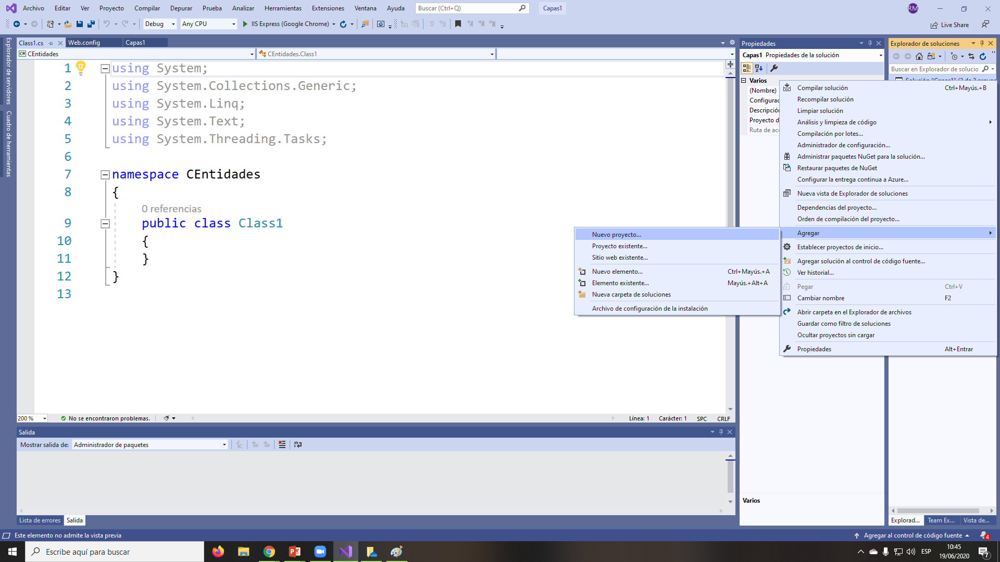 Archivo Editar Ver Proyecto Compilar Depurar Prueba Analizar Herramientas Extensiones Ventana Ayuda Buscar (Ctrl+Q) Capas1 RM
Debug Any CPU IIS Express (Google Chrome) Live Share
Explorador de servidores
Cuadro de herramientas
Class1.cs Web.config Capas1
C# CEntidades CEntidades.Class1
1 using System;
2 using System.Collections.Generic;
3 using System.Linq;
4 using System.Text;
5 using System.Threading.Tasks;
6
7 namespace CEntidades
8 {
0 referencias
9 public class Class1
10 {
11 }
12 }
13
200 % No se encontraron problemas. Línea: 1 Carácter: 1 SPC CRLF
Salida
Mostrar salida de: Administrador de paquetes
Lista de errores Salida
Propiedades
Capas1 Propiedades de la solución
Varios
(Nombre)
Configurac
Descripción
Proyecto d
Ruta de acc
Varios
Explorador de soluciones
Buscar en Explorador de solucio
Compilar solución Ctrl+Mayús.+B
Recompilar solución
Limpiar solución
Análisis y limpieza de código
Compilación por lotes...
Administrador de configuración...
Administrar paquetes NuGet para la solución...
Restaurar paquetes de NuGet
Configurar la entrega continua a Azure...
Nueva vista de Explorador de soluciones
Dependencias del proyecto...
Orden de compilación del proyecto...
Agregar
Establecer proyectos de inicio...
Agregar solución al control de código fuente...
Ver historial...
Pegar Ctrl+V
Cambiar nombre F2
Abrir carpeta en el Explorador de archivos
Guardar como filtro de soluciones
Ocultar proyectos sin cargar
Propiedades Alt+Entrar
Nuevo proyecto...
Proyecto existente...
Sitio web existente...
Nuevo elemento... Ctrl+Mayús.+A
Elemento existente... Mayús.+Alt+A
Nueva carpeta de soluciones
Archivo de configuración de la instalación
Explorad... Team Ex... Vista de...
Este elemento no admite la vista previa Agregar al control de código fuente 4
Escribe aquí para buscar ESP 10:45
19/06/2020 7